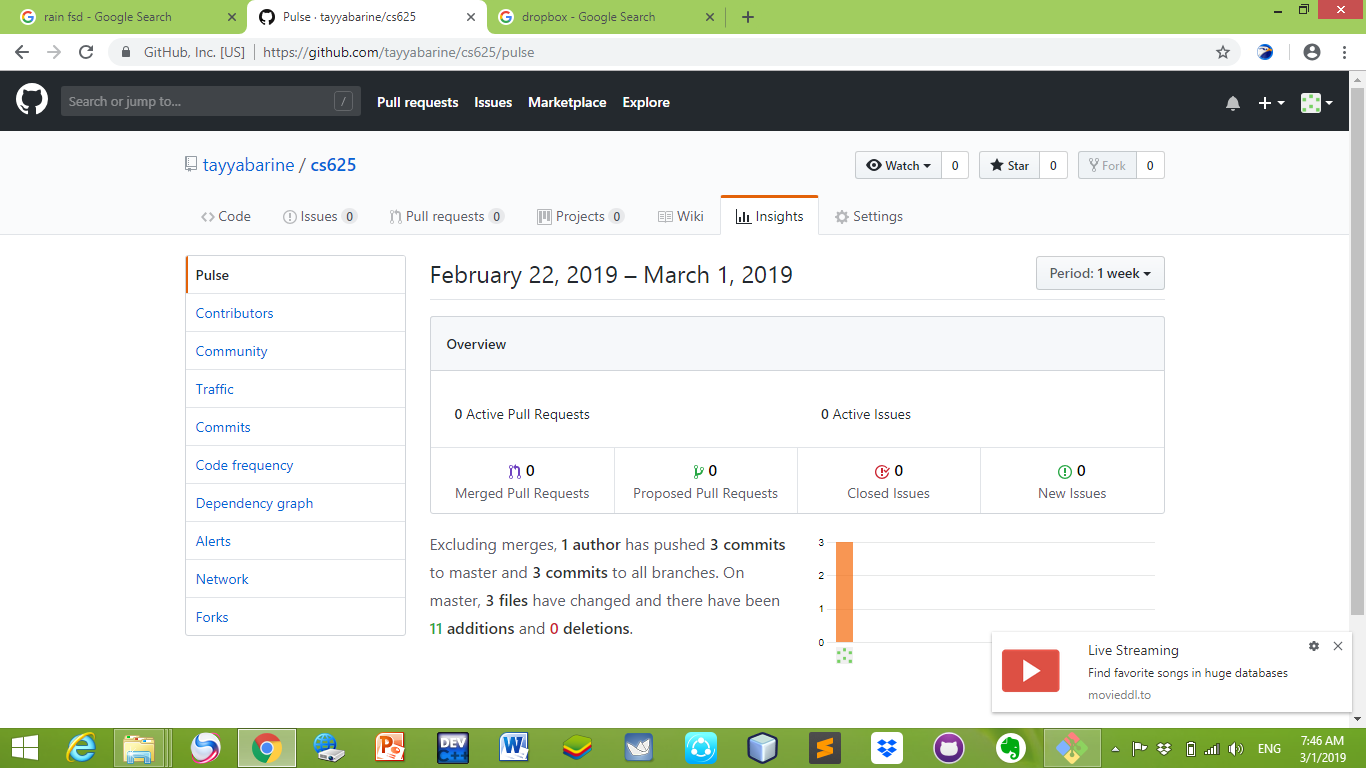 rain fsd - Google Search
Pulse · tayyabarine/cs625
dropbox - Google Search
GitHub, Inc. [US] https://github.com/tayyabarine/cs625/pulse
Search or jump to... /
Pull requests Issues Marketplace Explore
tayyabarine / cs625
Watch 0 Star 0 Fork 0
Code Issues 0 Pull requests 0 Projects 0 Wiki Insights Settings
Pulse
Contributors
Community
Traffic
Commits
Code frequency
Dependency graph
Alerts
Network
Forks
February 22, 2019 – March 1, 2019
Period: 1 week
Overview
0 Active Pull Requests
0 Active Issues
0
Merged Pull Requests
0
Proposed Pull Requests
0
Closed Issues
0
New Issues
Excluding merges, 1 author has pushed 3 commits
to master and 3 commits to all branches. On
master, 3 files have changed and there have been
11 additions and 0 deletions.
3
2
1
0
Live Streaming
Find favorite songs in huge databases
movieddl.to
DEV
C++
ENG
7:46 AM
3/1/2019